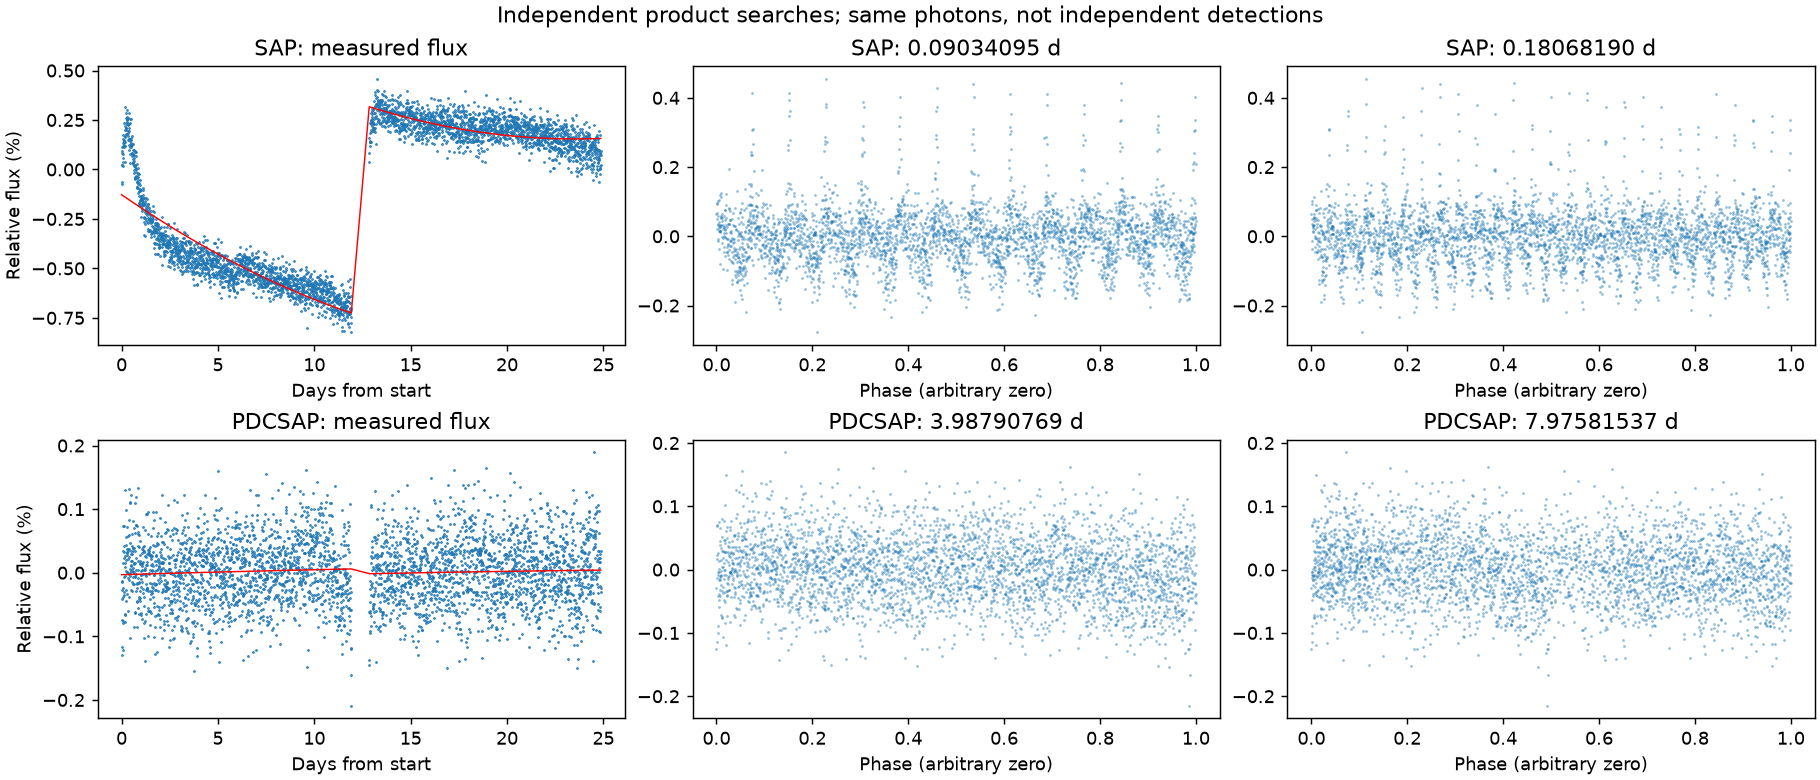 Independent product searches; same photons, not independent detections
SAP: measured flux
SAP: 0.09034095 d
SAP: 0.18068190 d
Relative flux (%)
0.50
0.25
0.00
−0.25
−0.50
−0.75
0 5 10 15 20 25
Days from start
0.4
0.2
0.0
−0.2
0.0 0.2 0.4 0.6 0.8 1.0
Phase (arbitrary zero)
0.4
0.2
0.0
−0.2
0.0 0.2 0.4 0.6 0.8 1.0
Phase (arbitrary zero)
PDCSAP: measured flux
PDCSAP: 3.98790769 d
PDCSAP: 7.97581537 d
Relative flux (%)
0.2
0.1
0.0
−0.1
−0.2
0 5 10 15 20 25
Days from start
0.2
0.1
0.0
−0.1
−0.2
0.0 0.2 0.4 0.6 0.8 1.0
Phase (arbitrary zero)
0.2
0.1
0.0
−0.1
−0.2
0.0 0.2 0.4 0.6 0.8 1.0
Phase (arbitrary zero)